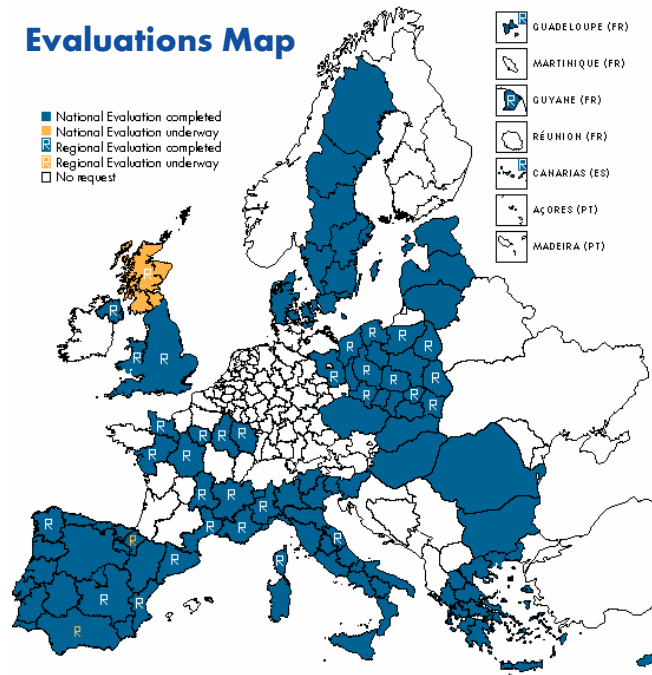 Evaluations Map
National Evaluation completed
National Evaluation underway
R Regional Evaluation completed
R Regional Evaluation underway
No request
R
GUADELOUPE (FR)
MARTINIQUE (FR)
R
GUYANE (FR)
RÉUNION (FR)
R
CANARIAS (ES)
AÇORES (PT)
MADEIRA (PT)
R
R
R R
R R R R
R R R R
R R R
R
R R R R
R R
R R R
R R R
R R
R R
R R
R R
R